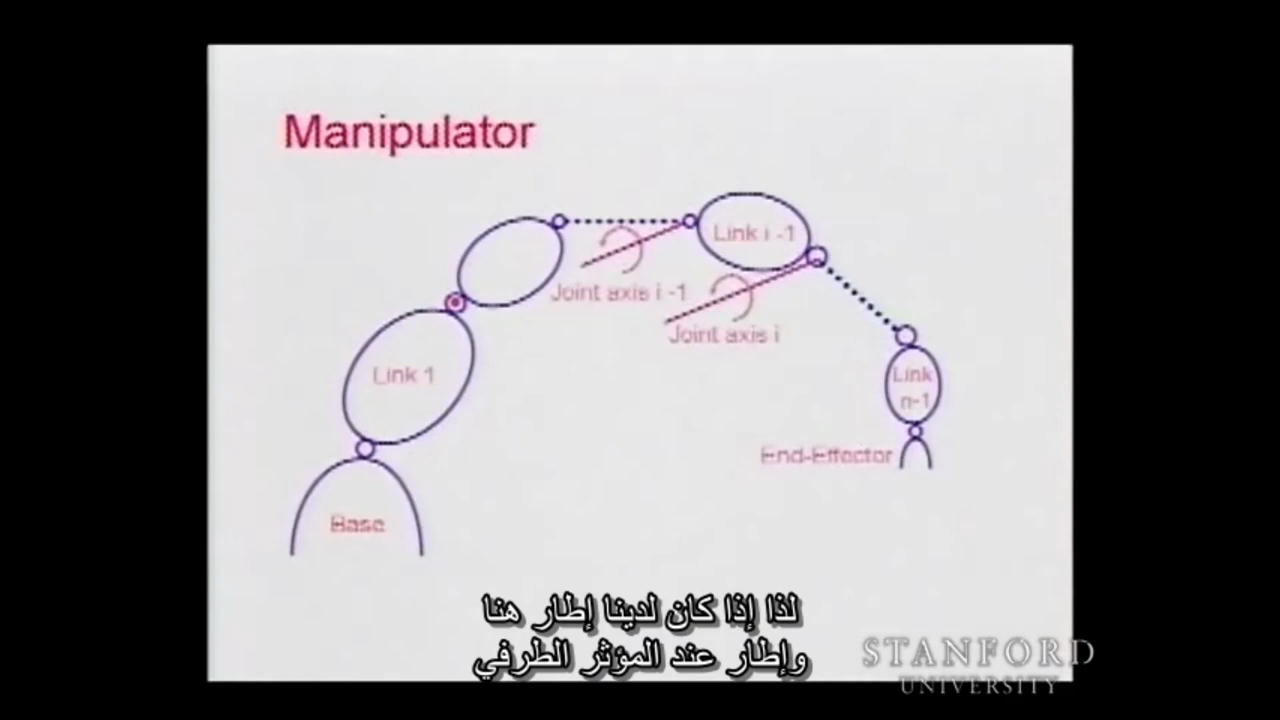 Manipulator
Link i -1
Joint axis i -1
Joint axis i
Link 1
Link
n-1
End-Effector
Base
لذا إذا كان لدينا إطار هنا
وإطار عند المؤثر الطرفي
STANFORD
UNIVERSITY